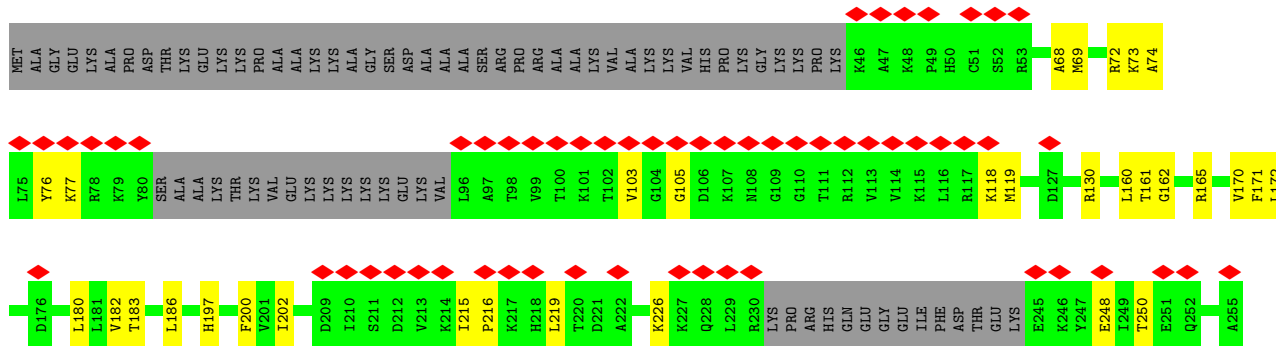 MET ALA GLY GLU LYS ALA PRO ASP THR LYS GLU LYS LYS PRO ALA ALA LYS LYS ALA GLY SER ASP ALA ALA ALA SER ARG PRO ARG ALA ALA LYS VAL ALA LYS LYS VAL HIS PRO LYS GLY LYS LYS PRO LYS K46 A47 K48 P49 H50 C51 S52 R53 A68 M69 R72 K73 A74
L75 Y76 K77 R78 K79 Y80 SER ALA ALA LYS THR LYS VAL GLU LYS LYS LYS LYS GLU LYS VAL L96 A97 T98 V99 T100 K101 T102 V103 G104 G105 D106 K107 N108 G109 G110 T111 R112 V113 V114 K115 L116 R117 K118 M119 D127 R130 L160 T161 G162 R165 V170 F171 L172
D176 L180 L181 V182 T183 L186 H197 F200 V201 I202 D209 I210 S211 D212 V213 K214 I215 P216 K217 H218 L219 T220 D221 A222 K226 K227 Q228 L229 R230 LYS PRO ARG HIS GLN GLU GLY GLU ILE PHE ASP THR GLU LYS E245 K246 Y247 E248 I249 T250 E251 Q252 A255